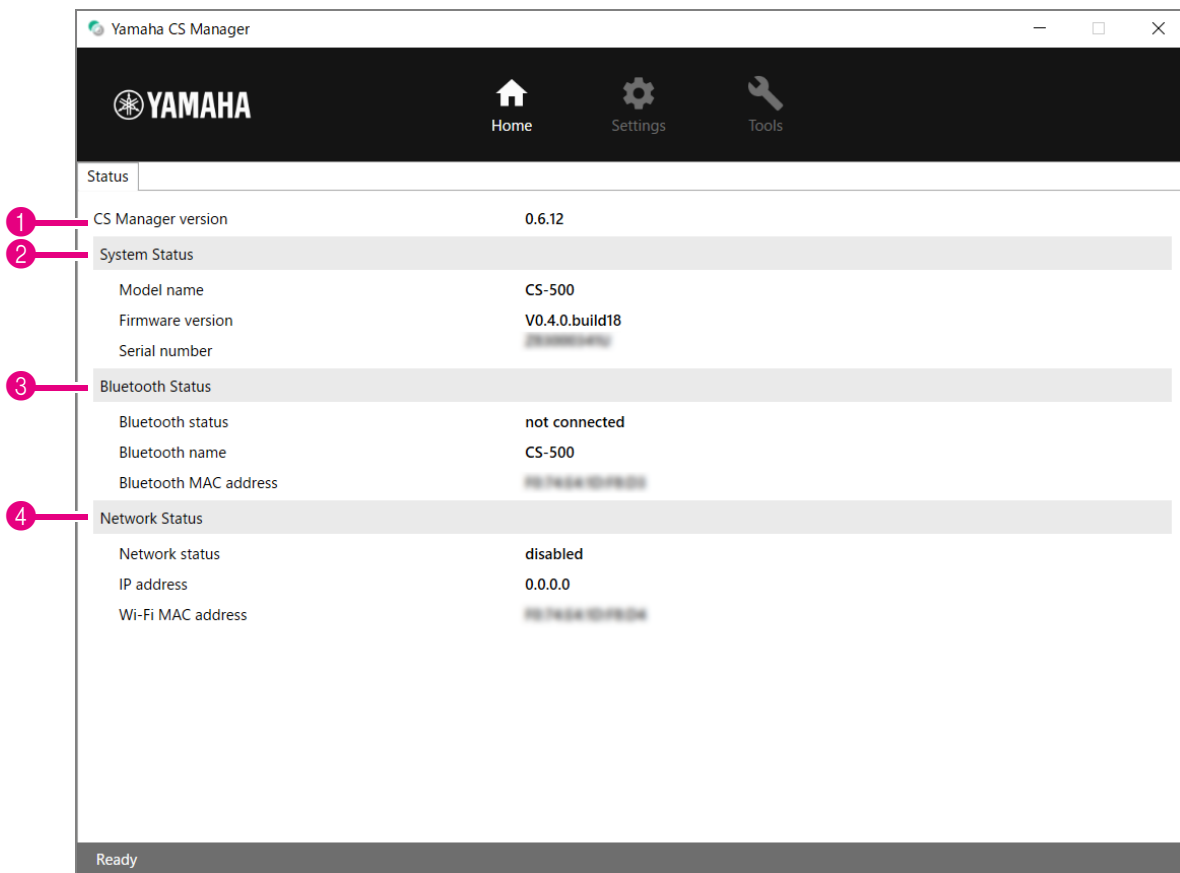 Yamaha CS Manager
YAMAHA
Home Settings Tools
Status
1 CS Manager version 0.6.12
2 System Status
Model name CS-500
Firmware version V0.4.0.build18
Serial number
3 Bluetooth Status
Bluetooth status not connected
Bluetooth name CS-500
Bluetooth MAC address
4 Network Status
Network status disabled
IP address 0.0.0.0
Wi-Fi MAC address
Ready